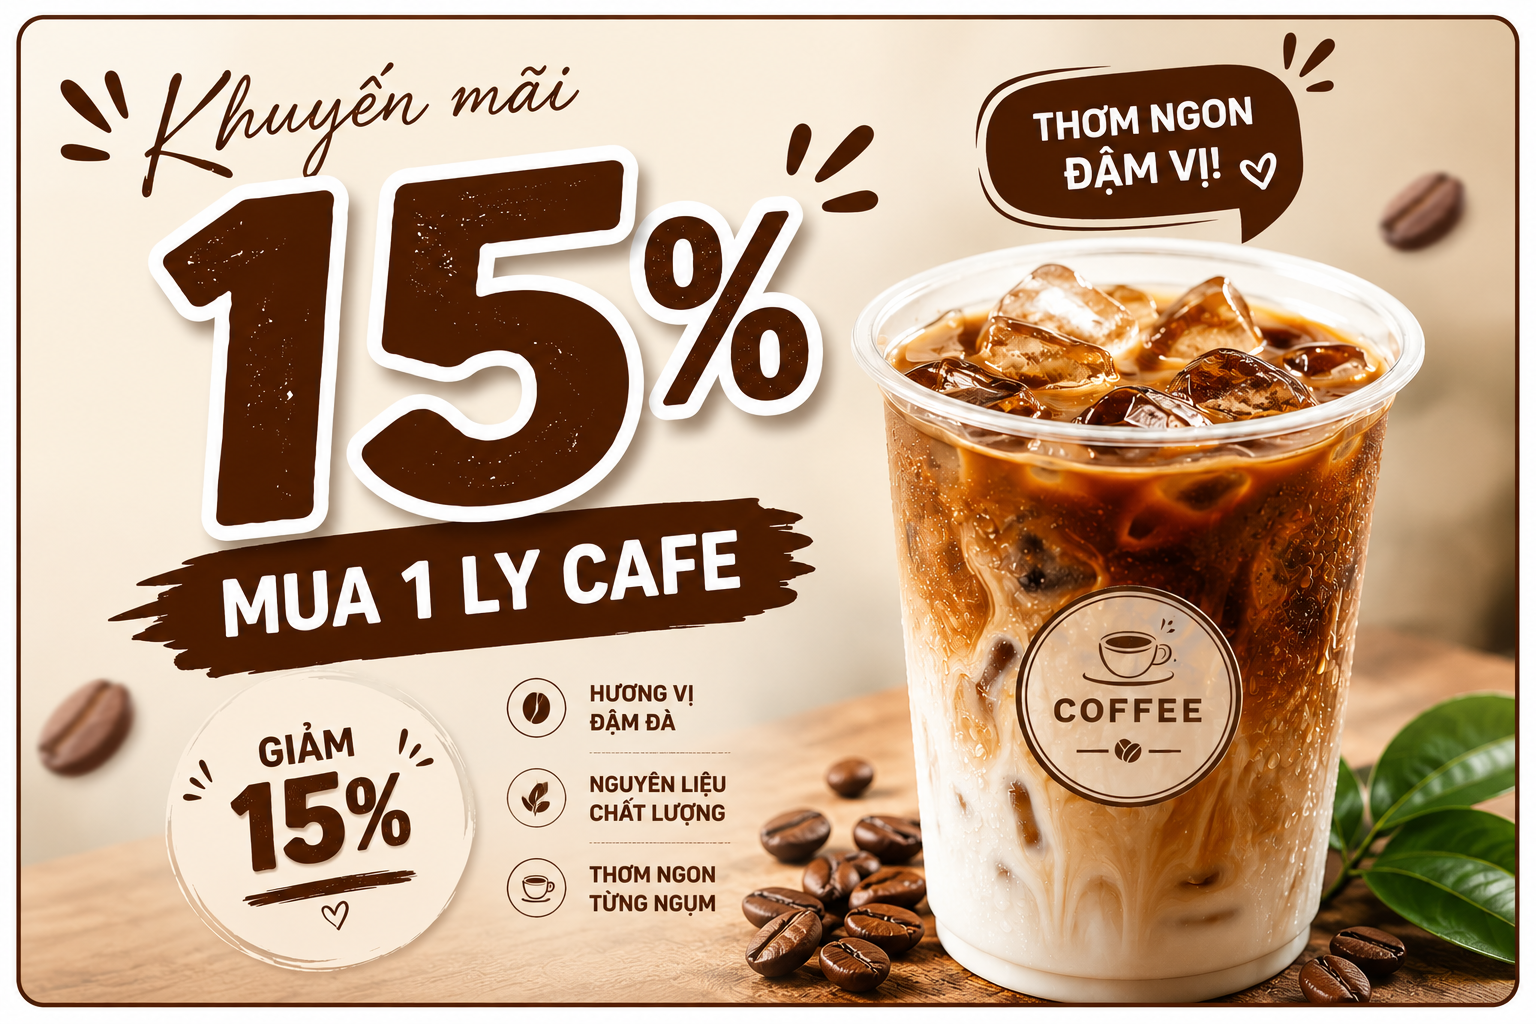 Khuyến mãi
15%
MUA 1 LY CAFE
GIẢM
15%
HƯƠNG VỊ
ĐẬM ĐÀ
NGUYÊN LIỆU
CHẤT LƯỢNG
THƠM NGON
TỪNG NGỤM
THƠM NGON
ĐẬM VỊ!
COFFEE